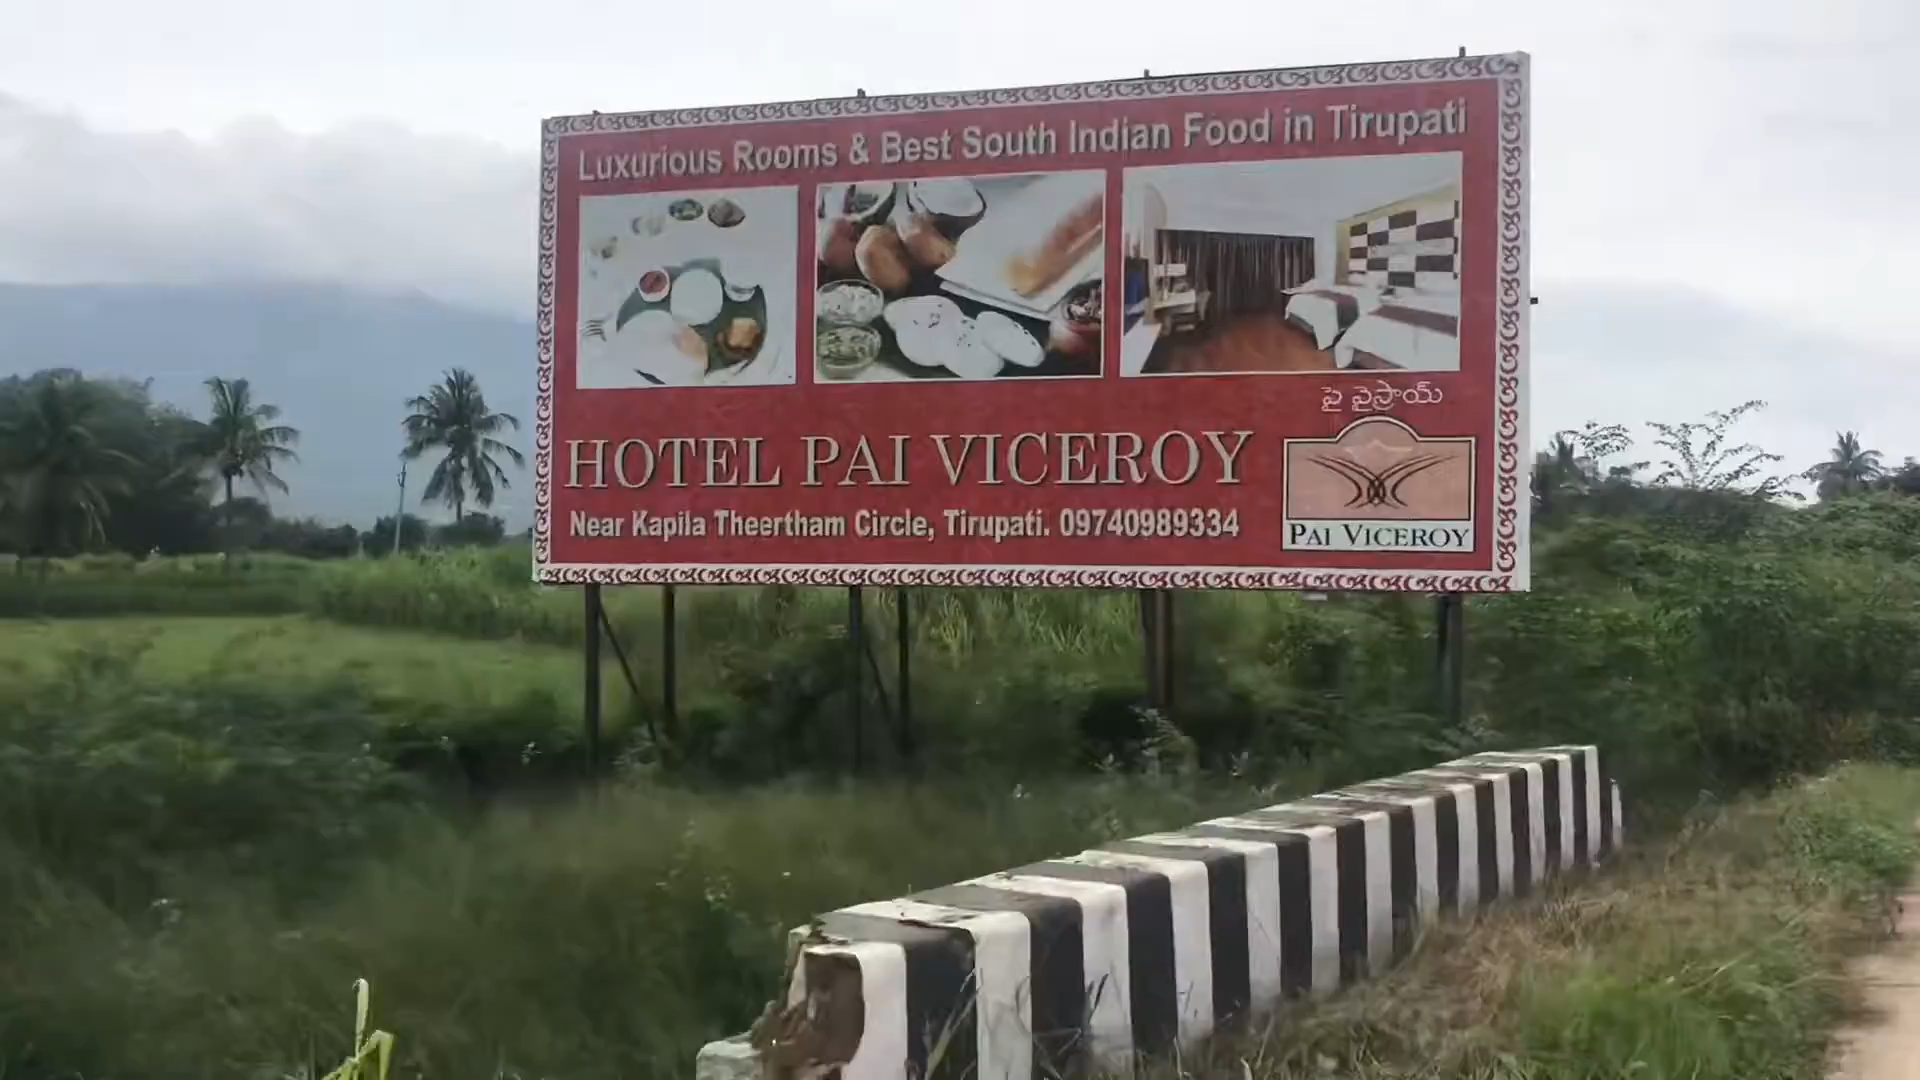 Luxurious Rooms & Best South Indian Food in Tirupati
పై వైస్రాయ్
HOTEL PAI VICEROY
Near Kapila Theertham Circle, Tirupati. 09740989334
PAI VICEROY